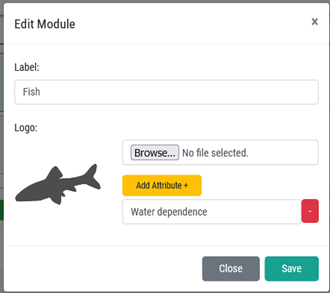 Edit Module
x
Label:
Fish
Logo:
Browse... No file selected.
Add Attribute +
Water dependence
-
Close Save